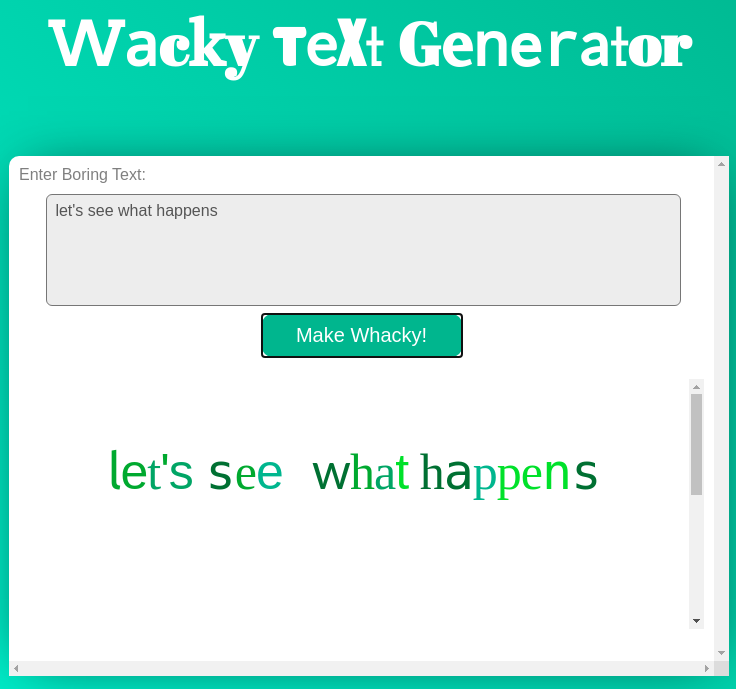 Wacky TeXt Generator
Enter Boring Text:
let's see what happens
Make Whacky!
let's see what happens